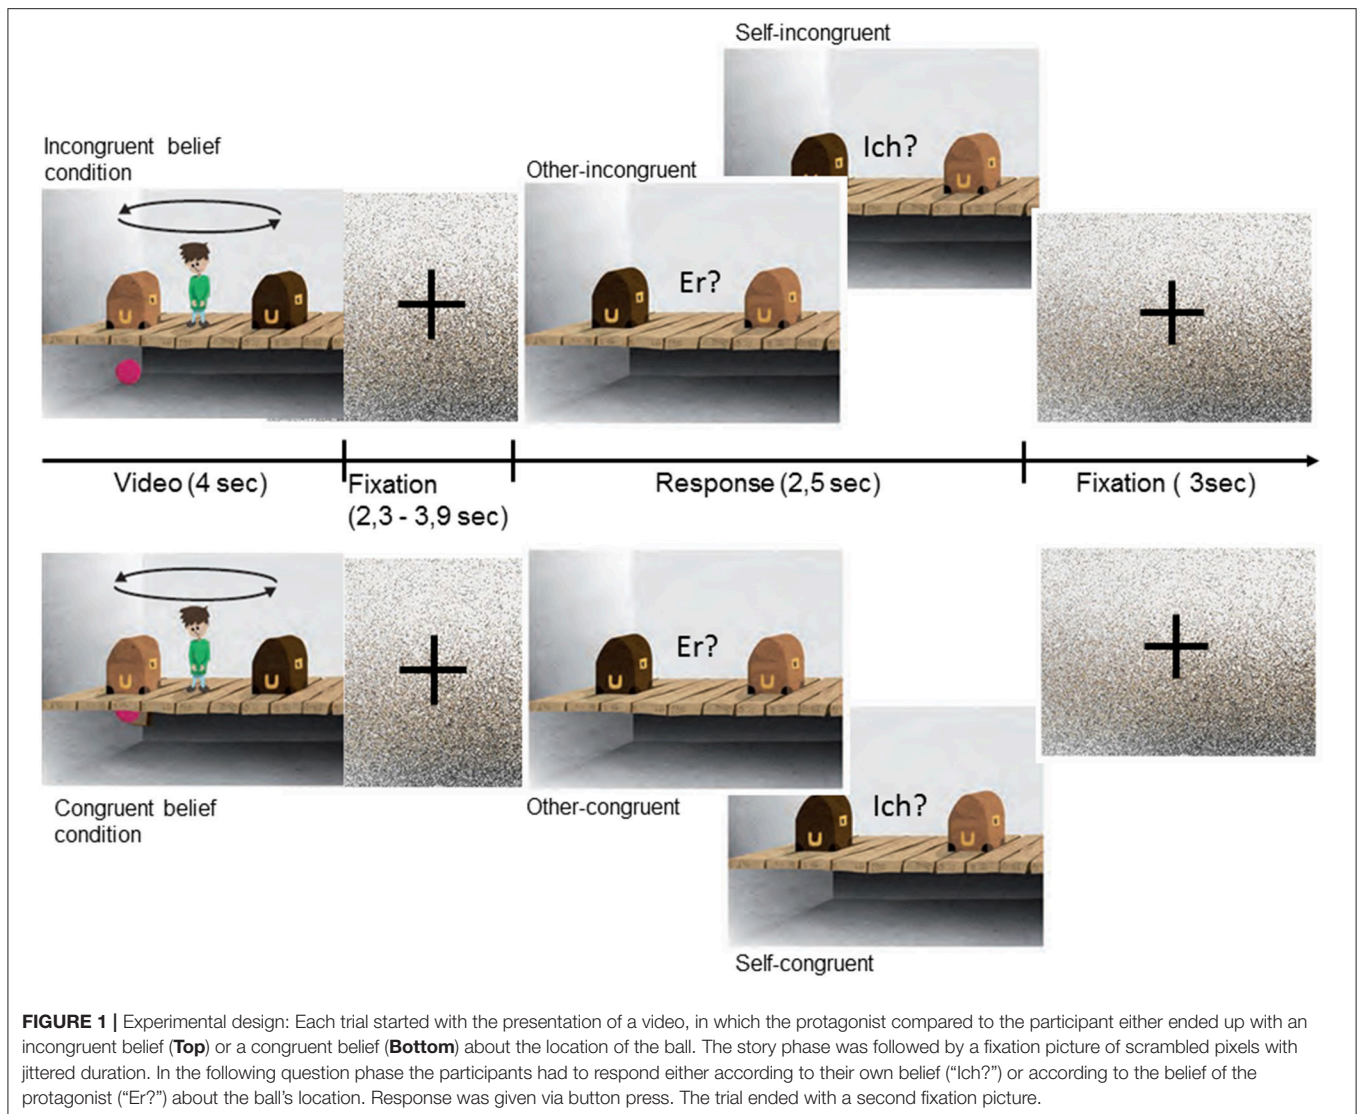 Self-incongruent
Ich?
Incongruent belief
condition
Other-incongruent
Er?
Video (4 sec)
Fixation
(2,3 - 3,9 sec)
Response (2,5 sec)
Fixation ( 3sec)
Er?
Congruent belief
condition
Other-congruent
Ich?
Self-congruent
FIGURE 1 | Experimental design: Each trial started with the presentation of a video, in which the protagonist compared to the participant either ended up with an
incongruent belief (Top) or a congruent belief (Bottom) about the location of the ball. The story phase was followed by a fixation picture of scrambled pixels with
jittered duration. In the following question phase the participants had to respond either according to their own belief (“Ich?”) or according to the belief of the
protagonist (“Er?”) about the ball’s location. Response was given via button press. The trial ended with a second fixation picture.